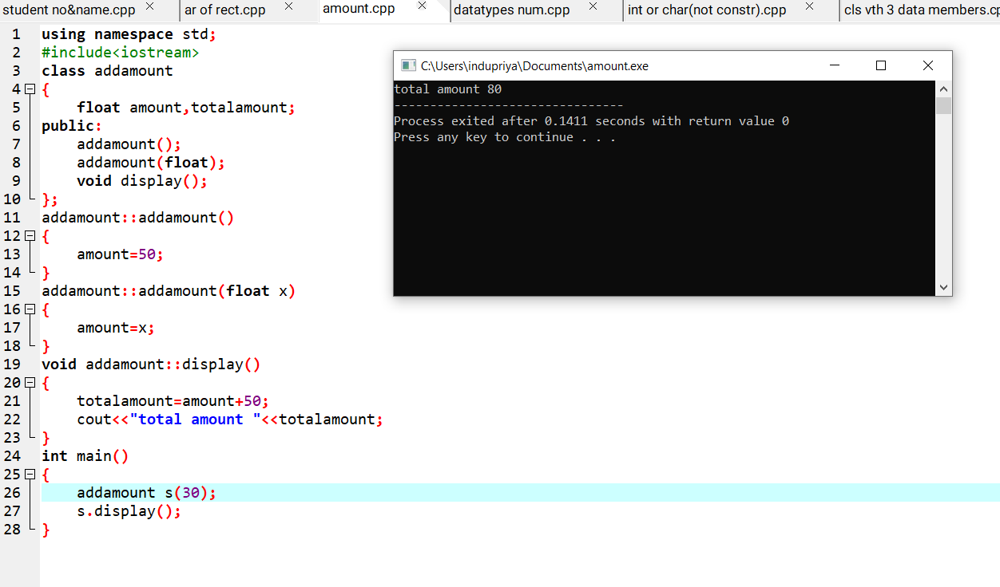 student no&name.cpp ar of rect.cpp amount.cpp datatypes num.cpp int or char(not constr).cpp cls vth 3 data members.cp
1 using namespace std;
2 #include<iostream>
3 class addamount
4 {
5 float amount,totalamount;
6 public:
7 addamount();
8 addamount(float);
9 void display();
10 };
11 addamount::addamount()
12 {
13 amount=50;
14 }
15 addamount::addamount(float x)
16 {
17 amount=x;
18 }
19 void addamount::display()
20 {
21 totalamount=amount+50;
22 cout<<"total amount "<<totalamount;
23 }
24 int main()
25 {
26 addamount s(30);
27 s.display();
28 }
C:\Users\indupriya\Documents\amount.exe
total amount 80
--------------------------------
Process exited after 0.1411 seconds with return value 0
Press any key to continue . . .